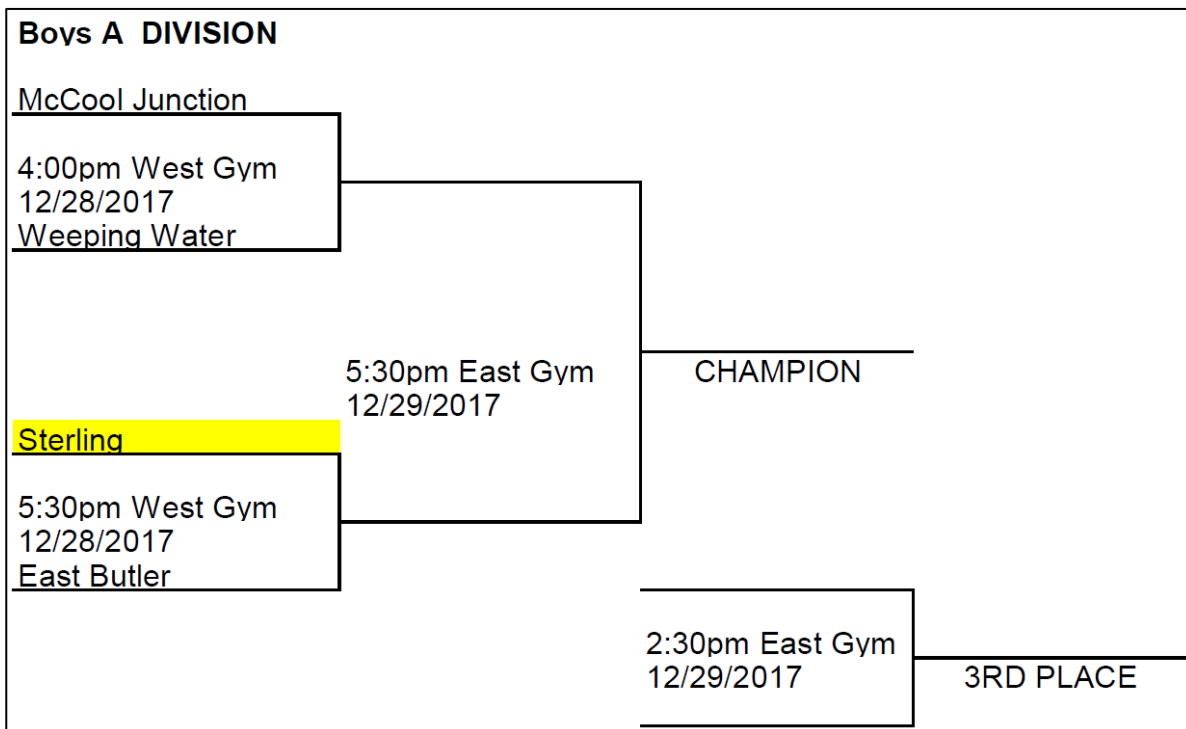 Boys A DIVISION
McCool Junction
4:00pm West Gym
12/28/2017
Weeping Water
5:30pm East Gym
12/29/2017
CHAMPION
Sterling
5:30pm West Gym
12/28/2017
East Butler
2:30pm East Gym
12/29/2017
3RD PLACE